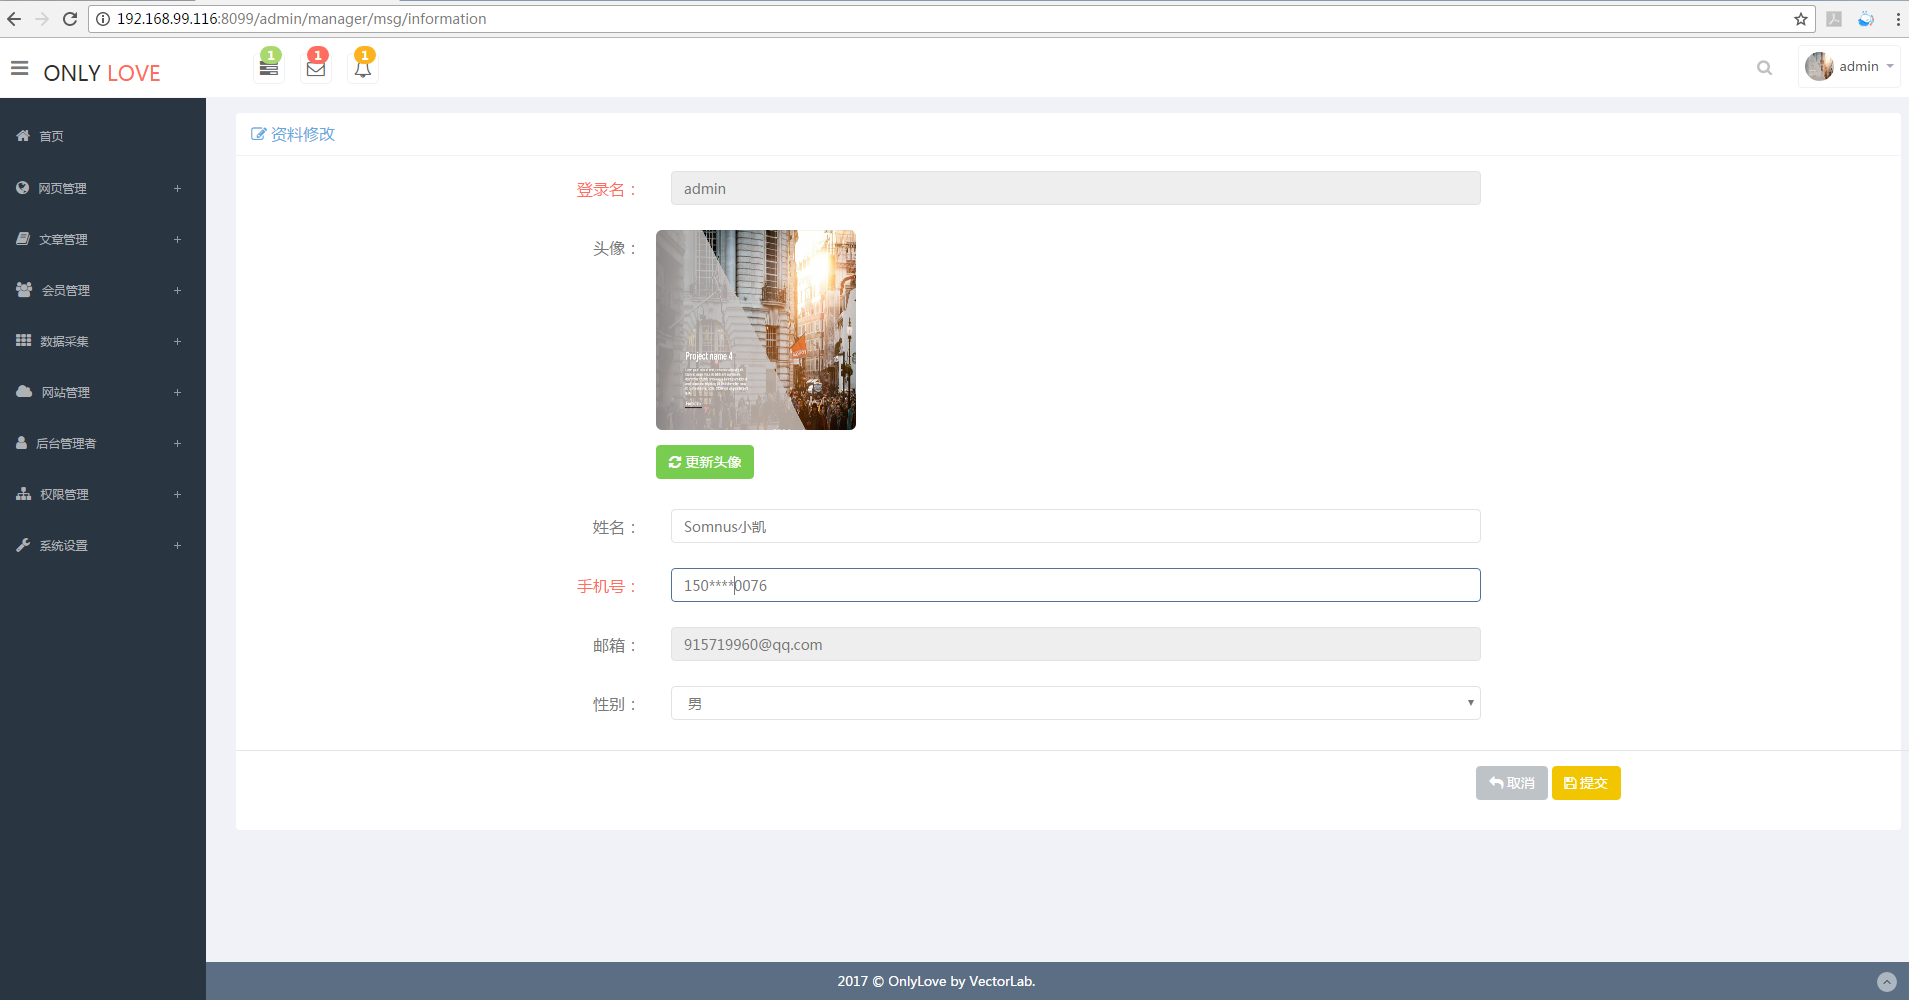 192.168.99.116:8099/admin/manager/msg/information
ONLY LOVE
1
1
1
admin
首页
网页管理 +
文章管理 +
会员管理 +
数据采集 +
网站管理 +
后台管理者 +
权限管理 +
系统设置 +
资料修改
登录名： admin
头像：
Project name 4
更新头像
姓名： Somnus小凯
手机号： 150****0076
邮箱： 915719960@qq.com
性别： 男
取消 提交
2017 © OnlyLove by VectorLab.